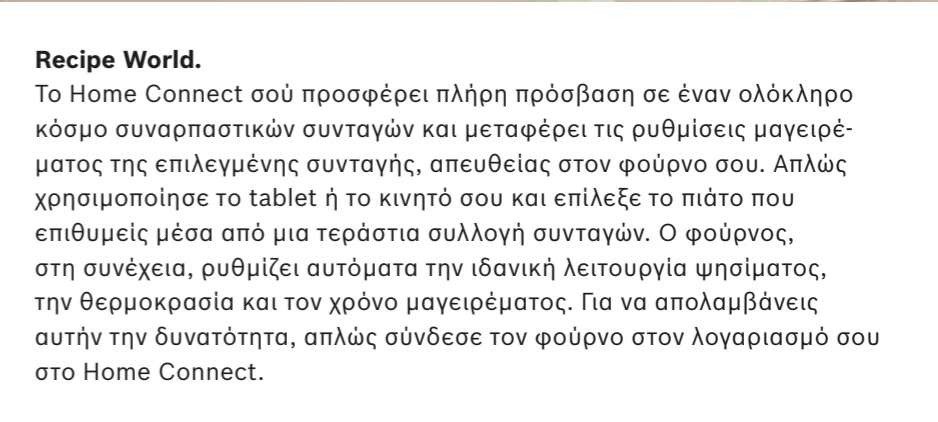 Recipe World.
Το Home Connect σού προσφέρει πλήρη πρόσβαση σε έναν ολόκληρο
κόσμο συναρπαστικών συνταγών και μεταφέρει τις ρυθμίσεις μαγειρέ-
ματος της επιλεγμένης συνταγής, απευθείας στον φούρνο σου. Απλώς
χρησιμοποίησε το tablet ή το κινητό σου και επίλεξε το πιάτο που
επιθυμείς μέσα από μια τεράστια συλλογή συνταγών. Ο φούρνος,
στη συνέχεια, ρυθμίζει αυτόματα την ιδανική λειτουργία ψησίματος,
την θερμοκρασία και τον χρόνο μαγειρέματος. Για να απολαμβάνεις
αυτήν την δυνατότητα, απλώς σύνδεσε τον φούρνο στον λογαριασμό σου
στο Home Connect.